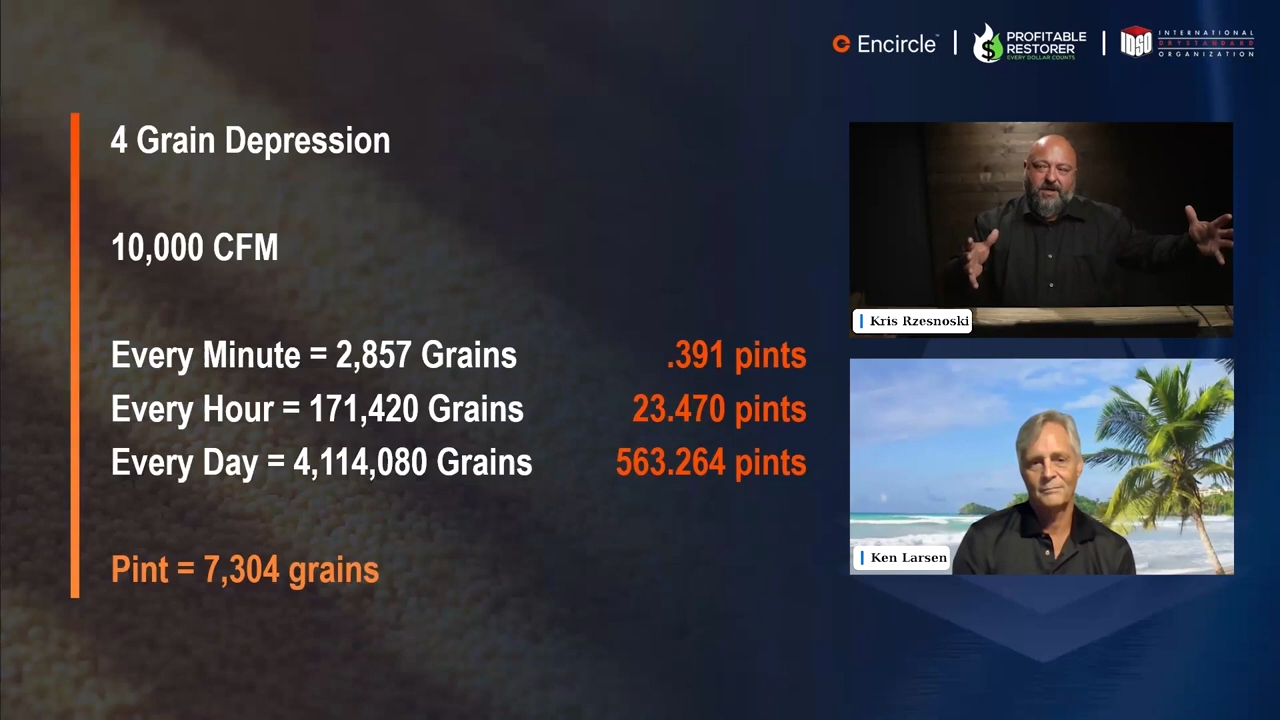 Encircle™
PROFITABLE
RESTORER
EVERY DOLLAR COUNTS
$
IDSO
INTERNATIONAL
DRYSTANDARD
ORGANIZATION
4 Grain Depression
10,000 CFM
Every Minute = 2,857 Grains .391 pints
Every Hour = 171,420 Grains 23.470 pints
Every Day = 4,114,080 Grains 563.264 pints
Pint = 7,304 grains
Kris Rzesnoski
Ken Larsen